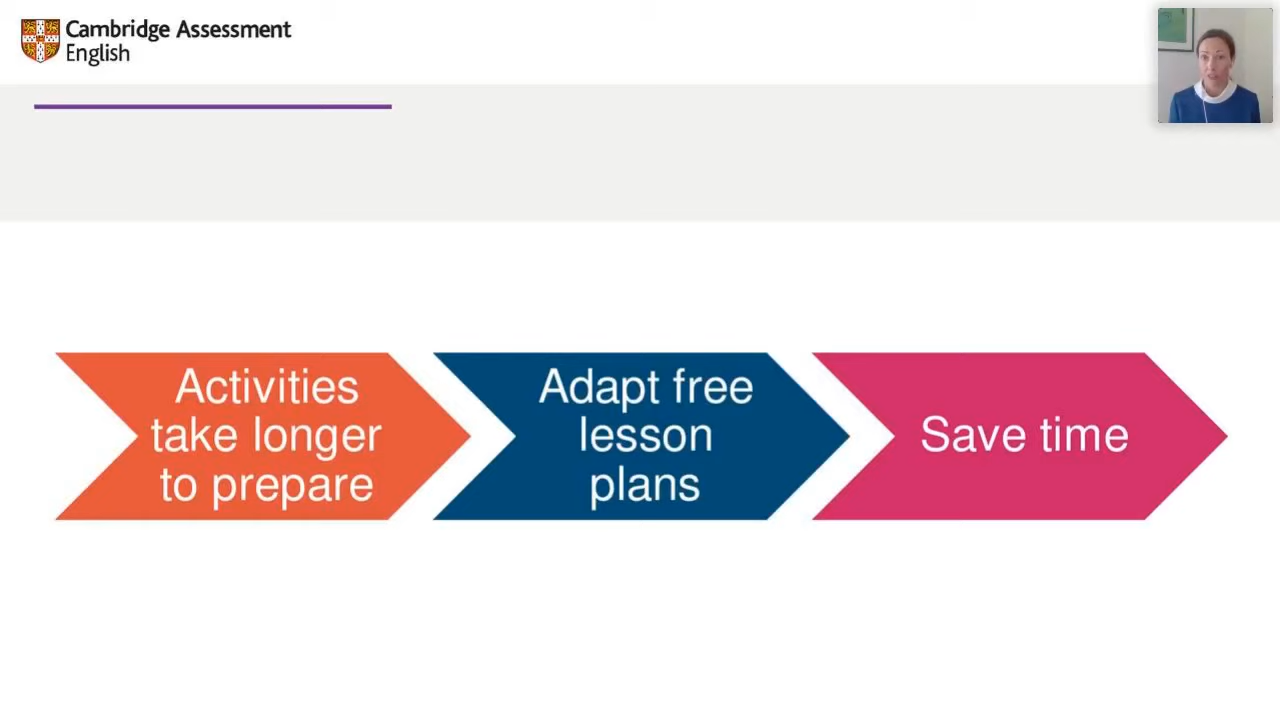 Cambridge Assessment
English
Activities
take longer
to prepare
Adapt free
lesson
plans
Save time